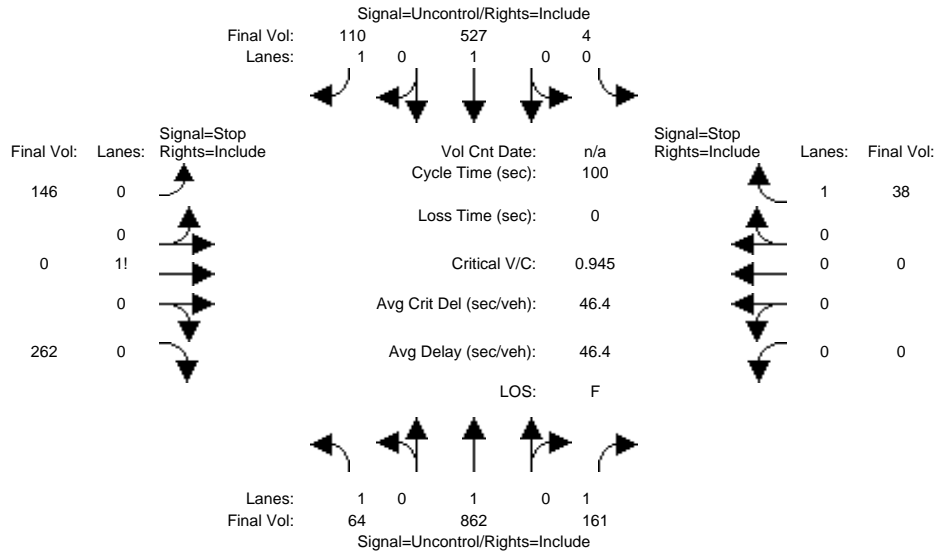 Signal=Uncontrol/Rights=Include
Final Vol: 110 527 4
Lanes: 1 0 1 0 0
Signal=Stop Signal=Stop
Final Vol: Lanes: Rights=Include Vol Cnt Date: n/a Rights=Include Lanes: Final Vol:
Cycle Time (sec): 100
146 0 1 38
Loss Time (sec): 0
0 0
0 1! Critical V/C: 0.945 0 0
0 Avg Crit Del (sec/veh): 46.4 0
262 0 Avg Delay (sec/veh): 46.4 0 0
LOS: F
Lanes: 1 0 1 0 1
Final Vol: 64 862 161
Signal=Uncontrol/Rights=Include